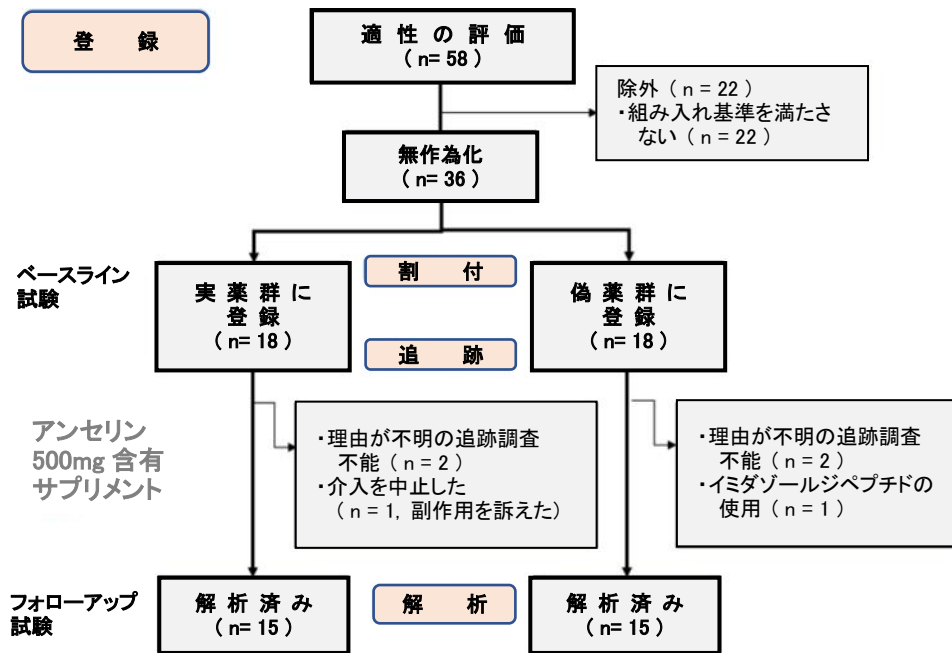 登 録
適 性 の 評 価
( n= 58 )
除外 ( n = 22 )
・組み入れ基準を満たさ
ない ( n = 22 )
無作為化
( n= 36 )
ベースライン
試験
割 付
実 薬 群 に
登 録
( n= 18 )
偽 薬 群 に
登 録
( n= 18 )
追 跡
アンセリン
500mg 含有
サプリメント
・理由が不明の追跡調査
不能 ( n = 2 )
・介入を中止した
( n = 1, 副作用を訴えた)
・理由が不明の追跡調査
不能 ( n = 2 )
・イミダゾールジペプチドの
使用 ( n = 1 )
フォローアップ
試験
解 析 済 み
( n= 15 )
解 析
解 析 済 み
( n= 15 )